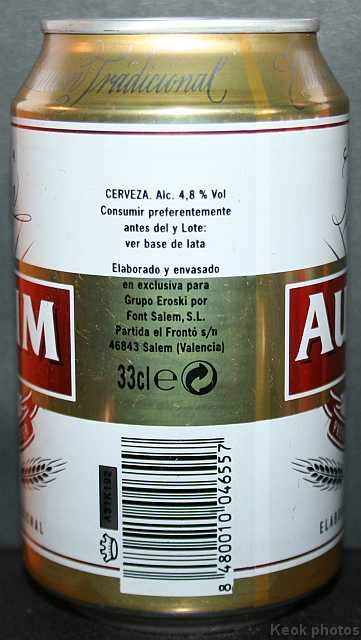 Tradicional
CERVEZA. Alc. 4,8 % Vol
Consumir preferentemente
antes del y Lote:
ver base de lata
Elaborado y envasado
en exclusiva para
Grupo Eroski por
Font Salem, S.L.
Partida el Frontó s/n
46843 Salem (Valencia)
M
AU
33cl e
8 480010 046557
ELAB
Keok photos